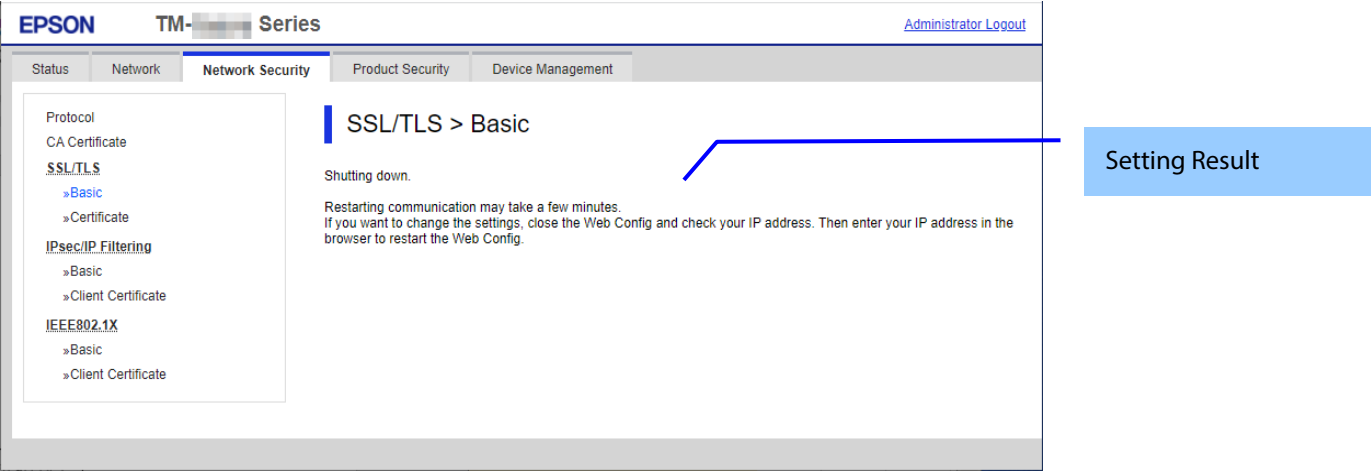 EPSON TM- Series Administrator Logout
Status Network Network Security Product Security Device Management
Protocol
CA Certificate
SSL/TLS
»Basic
»Certificate
IPsec/IP Filtering
»Basic
»Client Certificate
IEEE802.1X
»Basic
»Client Certificate
SSL/TLS > Basic
Shutting down.
Restarting communication may take a few minutes.
If you want to change the settings, close the Web Config and check your IP address. Then enter your IP address in the
browser to restart the Web Config.
Setting Result